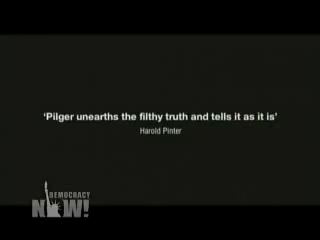 ‘Pilger unearths the filthy truth and tells it as it is’
Harold Pinter
DEMOCRACY
NOW!